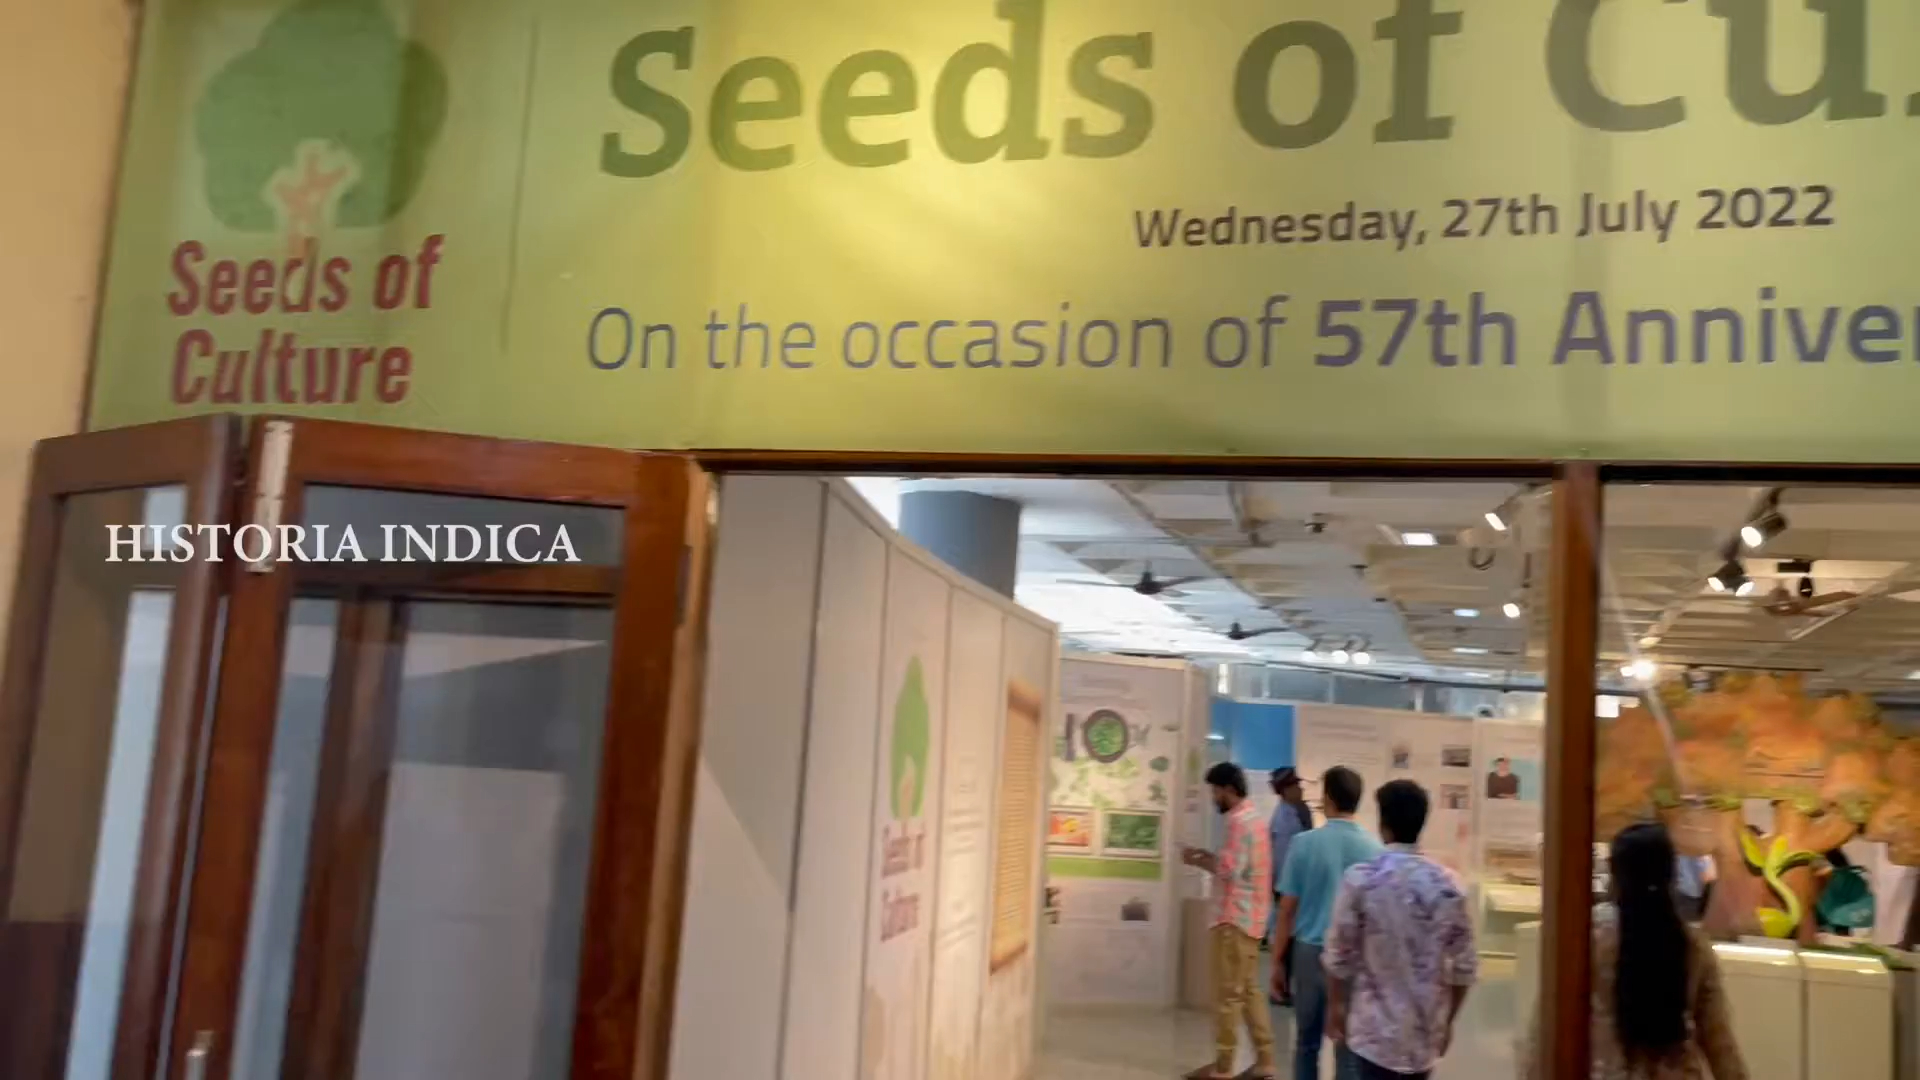 Seeds of Cu
Wednesday, 27th July 2022
On the occasion of 57th Anniver
Seeds of
Culture
HISTORIA INDICA
Seeds of
Culture